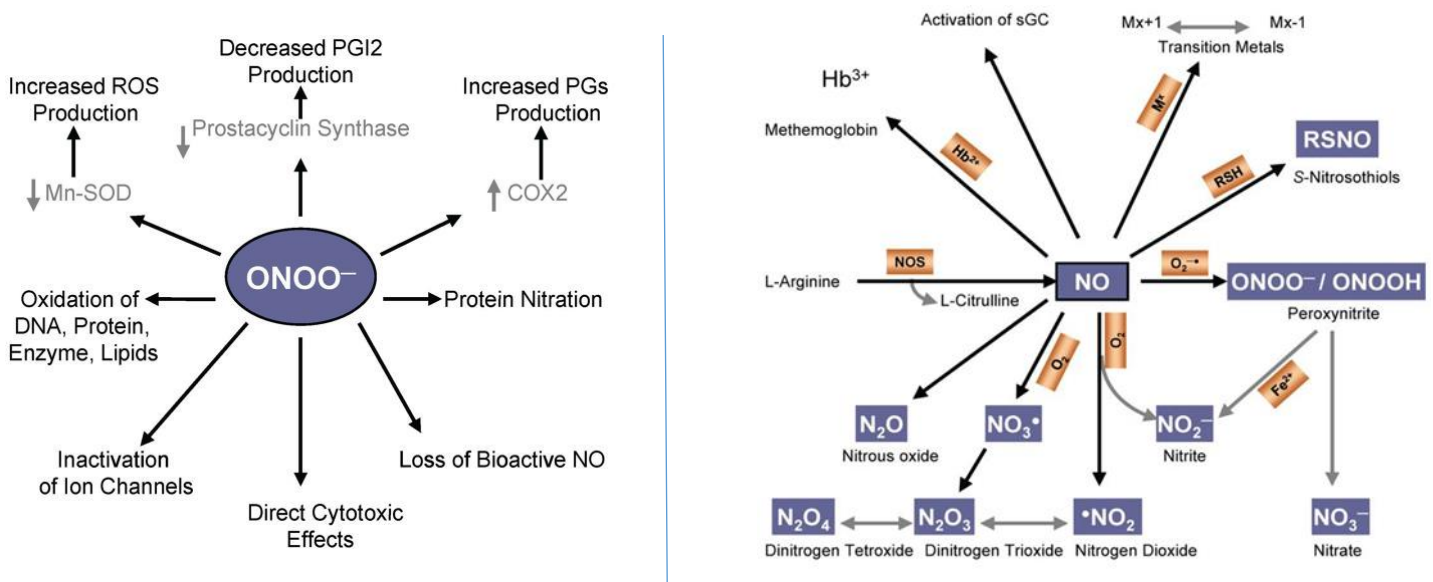 Decreased PGI2
Production
Increased ROS
Production
Increased PGs
Production
Prostacyclin Synthase
Mn-SOD
COX2
ONOO⁻
Oxidation of
DNA, Protein,
Enzyme, Lipids
Protein Nitration
Inactivation
of Ion Channels
Loss of Bioactive NO
Direct Cytotoxic
Effects
Activation of sGC
Mx+1
Mx-1
Transition Metals
Hb³⁺
Methemoglobin
Mˣ
Hb²⁺
RSH
RSNO
S-Nitrosothiols
L-Arginine
NOS
L-Citrulline
NO
O₂⁻•
ONOO⁻ / ONOOH
Peroxynitrite
O₂
O₂
Fe²⁺
N₂O
Nitrous oxide
NO₃•
NO₂⁻
Nitrite
N₂O₄
Dinitrogen Tetroxide
N₂O₃
Dinitrogen Trioxide
•NO₂
Nitrogen Dioxide
NO₃⁻
Nitrate